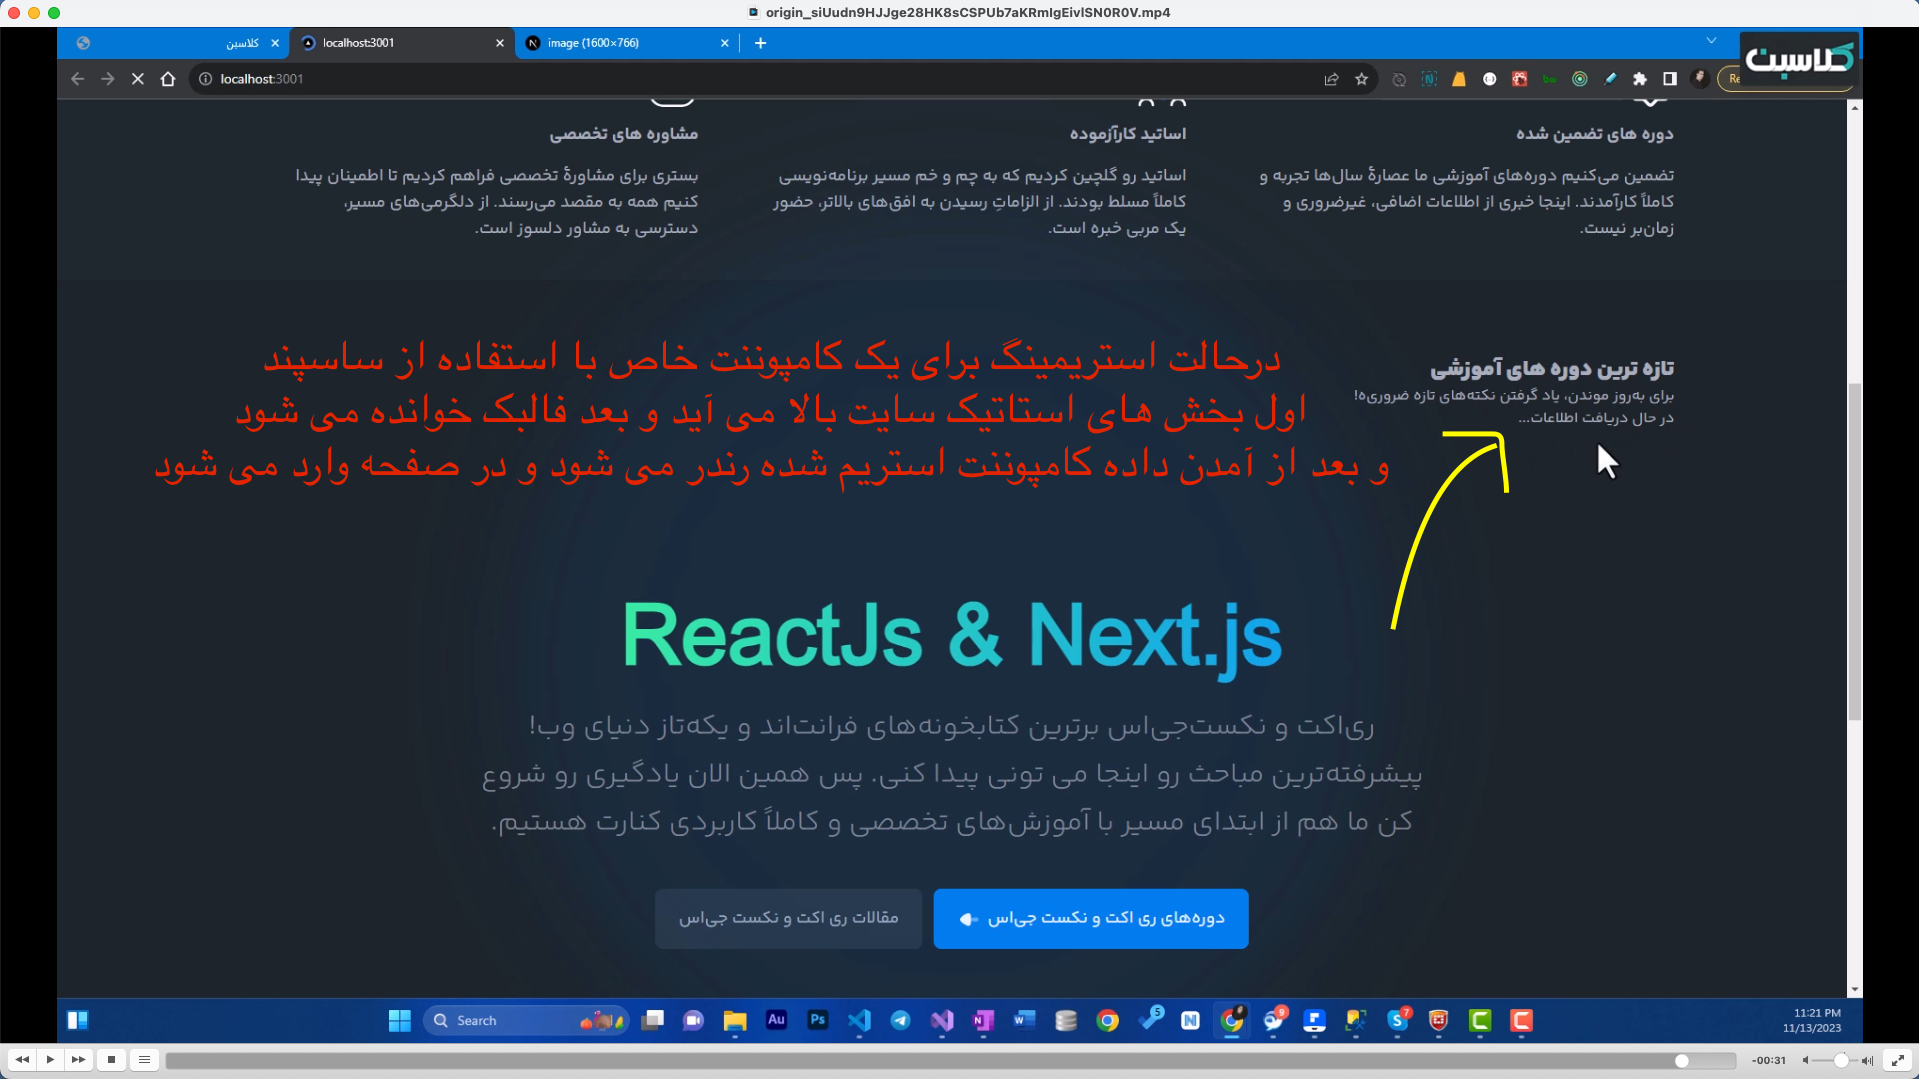 origin_siUudn9HJJge28HK8sCSPUb7aKRmIgEivlSN0R0V.mp4
کلاسبن
localhost:3001
image (1600×766)
localhost:3001
Re
کلاسبن
دوره های تضمین شده
تضمین می‌کنیم دوره‌های آموزشی ما عصارهٔ سال‌ها تجربه و
کاملاً کارآمدند. اینجا خبری از اطلاعات اضافی، غیرضروری و
زمان‌بر نیست.
اساتید کارآزموده
اساتید رو گلچین کردیم که به چم و خم مسیر برنامه‌نویسی
کاملاً مسلط بودند. از الزاماتِ رسیدن به افق‌های بالاتر، حضور
یک مربی خبره است.
مشاوره های تخصصی
بستری برای مشاورهٔ تخصصی فراهم کردیم تا اطمینان پیدا
کنیم همه به مقصد می‌رسند. از دلگرمی‌های مسیر،
دسترسی به مشاور دلسوز است.
تازه ترین دوره های آموزشی
برای به‌روز موندن، یاد گرفتن نکته‌های تازه ضروریه!
در حال دریافت اطلاعات...
درحالت استریمینگ برای یک کامپوننت خاص با استفاده از ساسپند
اول بخش های استاتیک سایت بالا می آید و بعد فالبک خوانده می شود
و بعد از آمدن داده کامپوننت استریم شده رندر می شود و در صفحه وارد می شود
ReactJs & Next.js
ری‌اکت و نکست‌جی‌اس برترین کتابخونه‌های فرانت‌اند و یکه‌تاز دنیای وب!
پیشرفته‌ترین مباحث رو اینجا می تونی پیدا کنی. پس همین الان یادگیری رو شروع
کن ما هم از ابتدای مسیر با آموزش‌های تخصصی و کاملاً کاربردی کنارت هستیم.
دوره‌های ری اکت و نکست جی‌اس
مقالات ری اکت و نکست جی‌اس
Search
Au
Ps
5
9
7
11:21 PM
11/13/2023
-00:31